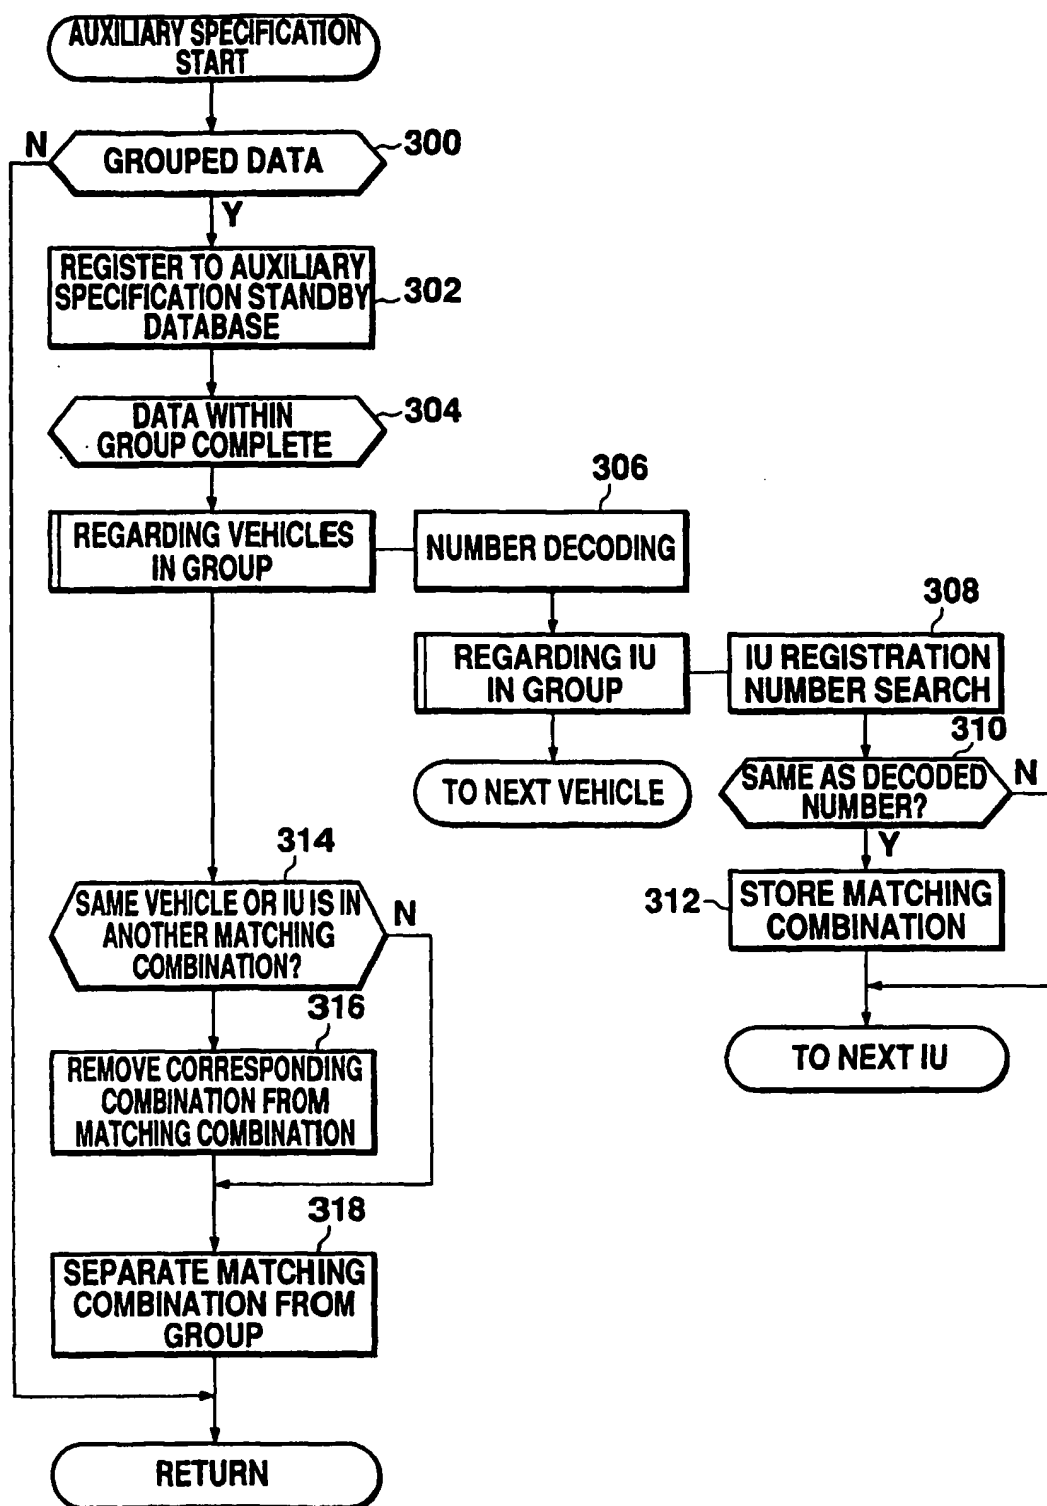 AUXILIARY SPECIFICATION
START
N
GROUPED DATA
300
Y
REGISTER TO AUXILIARY
SPECIFICATION STANDBY
DATABASE
302
DATA WITHIN
GROUP COMPLETE
304
306
REGARDING VEHICLES
IN GROUP
NUMBER DECODING
308
REGARDING IU
IN GROUP
IU REGISTRATION
NUMBER SEARCH
310
TO NEXT VEHICLE
SAME AS DECODED
NUMBER?
N
Y
314
SAME VEHICLE OR IU IS IN
ANOTHER MATCHING
COMBINATION?
N
312
STORE MATCHING
COMBINATION
316
REMOVE CORRESPONDING
COMBINATION FROM
MATCHING COMBINATION
TO NEXT IU
318
SEPARATE MATCHING
COMBINATION FROM
GROUP
RETURN